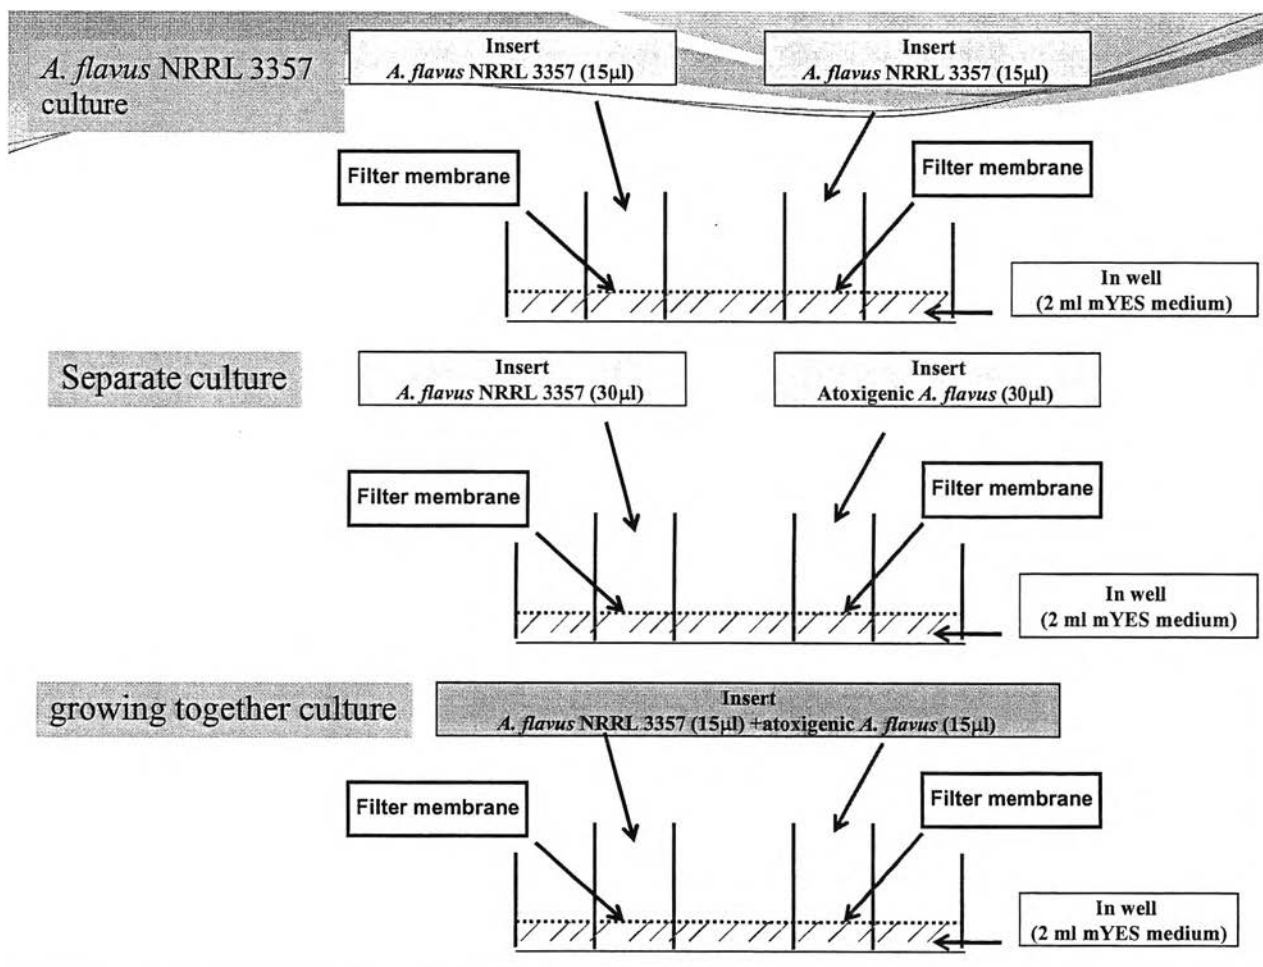 A. flavus NRRL 3357
culture
Insert
A. flavus NRRL 3357 (15µl)
Insert
A. flavus NRRL 3357 (15µl)
Filter membrane
Filter membrane
In well
(2 ml mYES medium)
Separate culture
Insert
A. flavus NRRL 3357 (30µl)
Insert
Atoxigenic A. flavus (30µl)
Filter membrane
Filter membrane
In well
(2 ml mYES medium)
growing together culture
Insert
A. flavus NRRL 3357 (15µl) +atoxigenic A. flavus (15µl)
Filter membrane
Filter membrane
In well
(2 ml mYES medium)